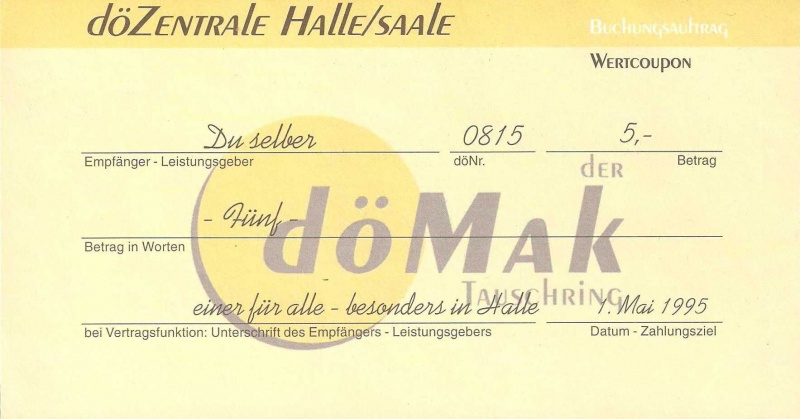 döZentrale Halle/Saale
Buchungsauftrag
Wertcoupon
Du selber 0815 5,-
Empfänger - Leistungsgeber döNr. Betrag
der
döMak
Tauschring
- Fünf -
Betrag in Worten
einer für alle - besonders in Halle 1. Mai 1995
bei Vertragsfunktion: Unterschrift des Empfängers - Leistungsgebers Datum - Zahlungsziel